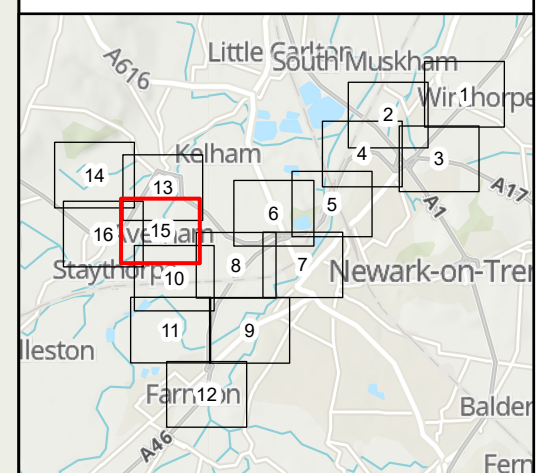 A616
Little Carlton
South Muskham
1
Winthorpe
2
4
3
Kelham
14
13
A17
A1
5
6
16
15
Averham
8
7
Staythorpe
10
Newark-on-Tren
11
9
lleston
Farndon
12
Balder
A46
Fern